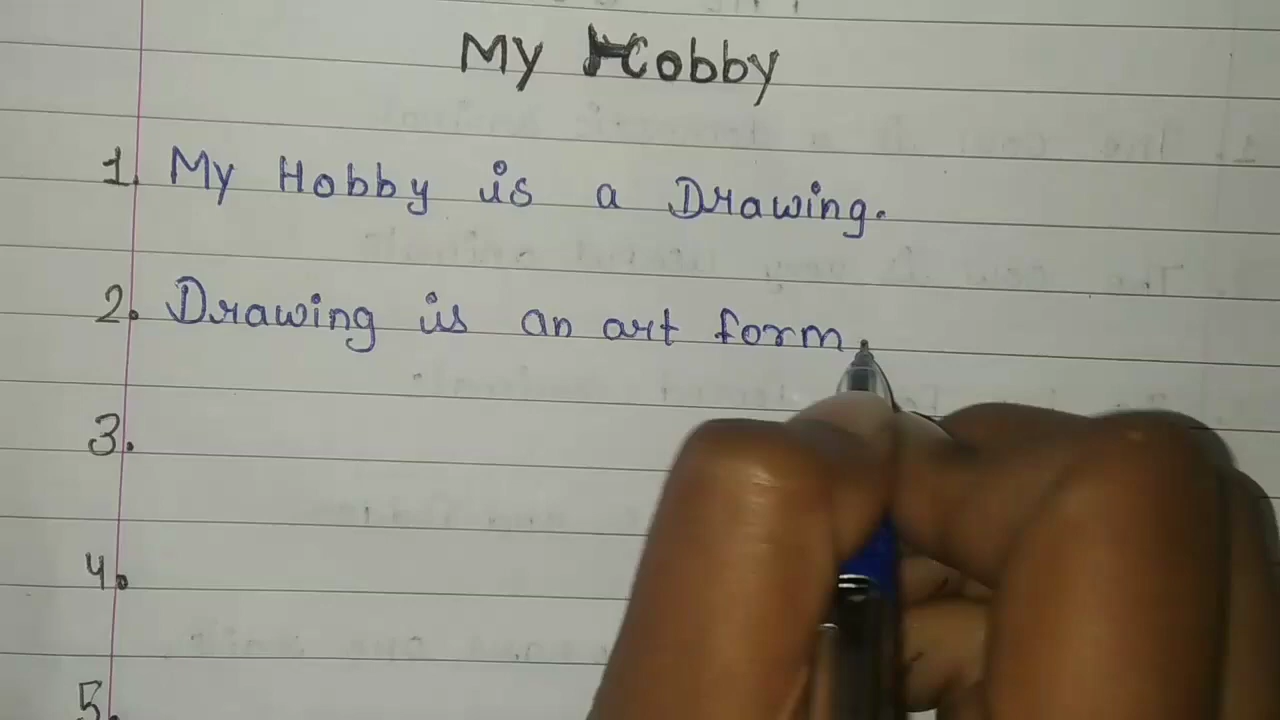 My Hobby
1. My Hobby is a Drawing.
2. Drawing is an art form.
3.
4.
5.